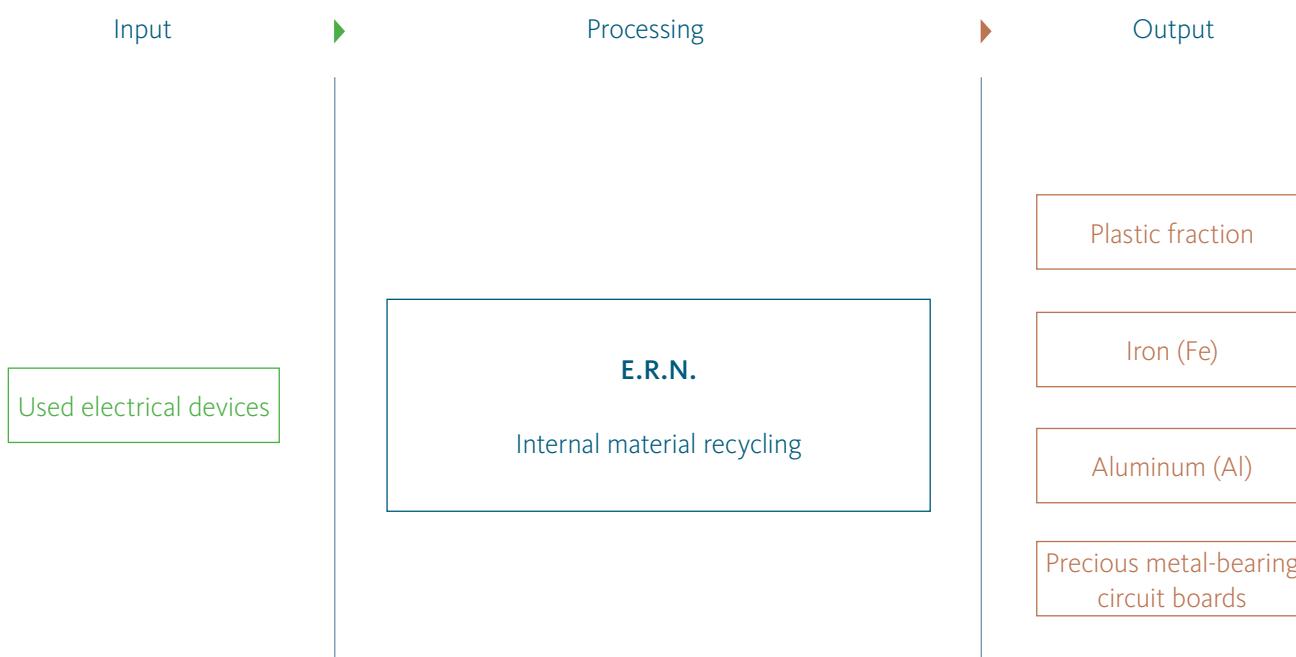 Input
Processing
Output
Used electrical devices
E.R.N.
Internal material recycling
Plastic fraction
Iron (Fe)
Aluminum (Al)
Precious metal-bearing
circuit boards